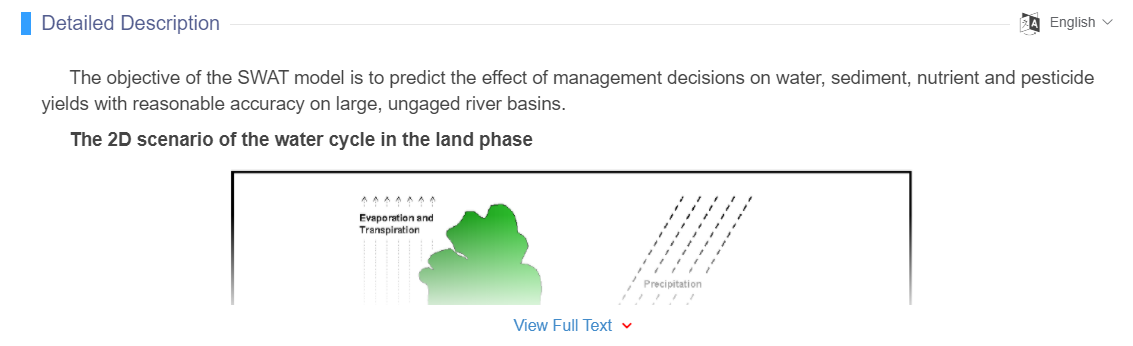 Detailed Description
English
The objective of the SWAT model is to predict the effect of management decisions on water, sediment, nutrient and pesticide
yields with reasonable accuracy on large, ungaged river basins.
The 2D scenario of the water cycle in the land phase
Evaporation and
Transpiration
Precipitation
View Full Text